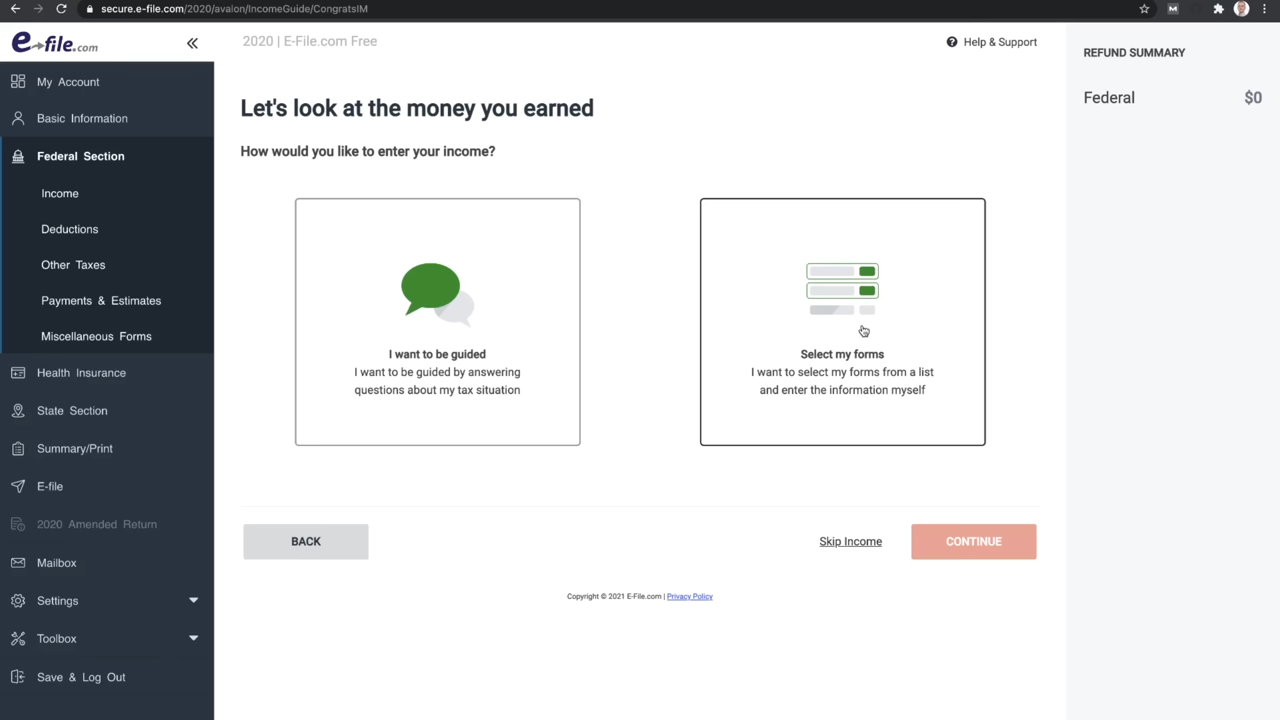 secure.e-file.com/2020/avalon/IncomeGuide/CongratsIM
e-file.com
My Account
Basic Information
Federal Section
Income
Deductions
Other Taxes
Payments & Estimates
Miscellaneous Forms
Health Insurance
State Section
Summary/Print
E-file
2020 Amended Return
Mailbox
Settings
Toolbox
Save & Log Out
2020 | E-File.com Free
Help & Support
Let's look at the money you earned
How would you like to enter your income?
I want to be guided
I want to be guided by answering
questions about my tax situation
Select my forms
I want to select my forms from a list
and enter the information myself
BACK
Skip Income
CONTINUE
Copyright © 2021 E-File.com | Privacy Policy
REFUND SUMMARY
Federal $0